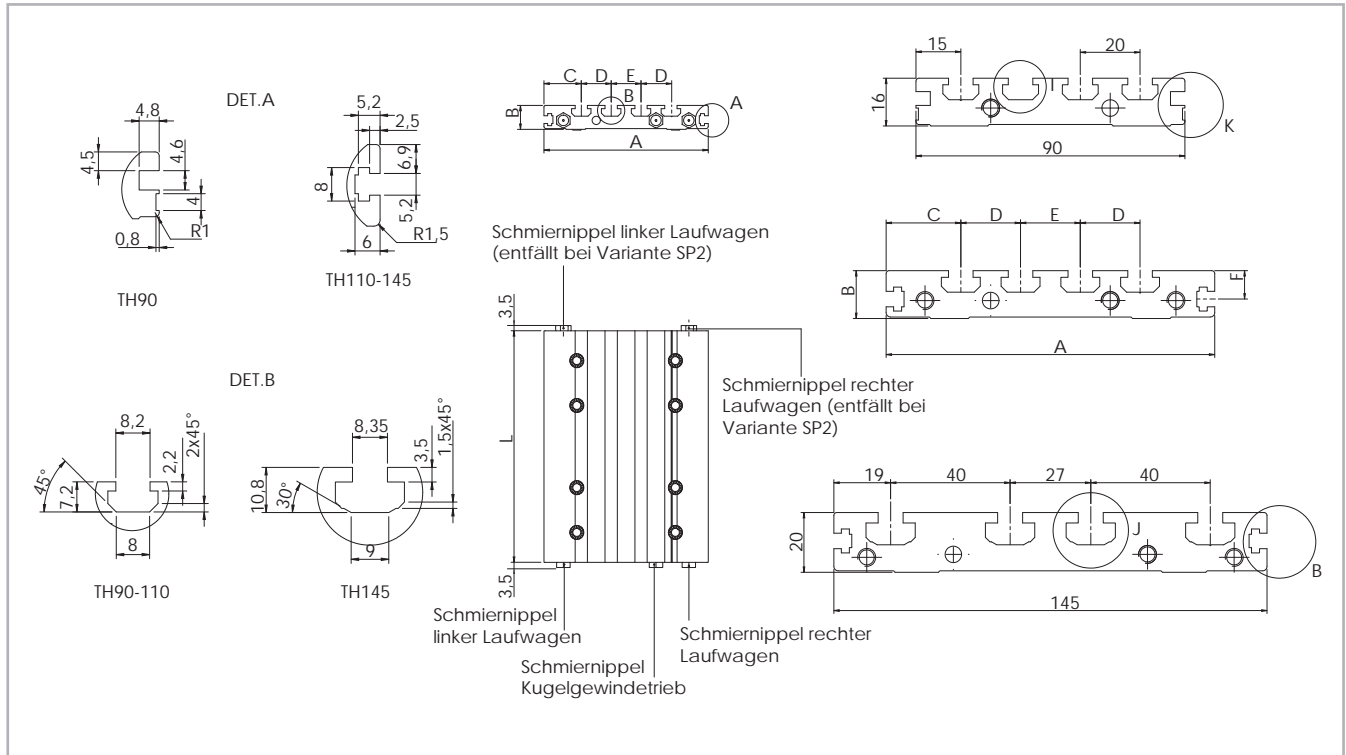 DET.A
4,8
4,5
4,6
4
R1
0,8
TH90
5,2
2,5
6,9
8
5,2
R1,5
6
TH110-145
DET.B
8,2
2,2
2x45°
45°
7,2
8
TH90-110
8,35
3,5
1,5x45°
10,8
30°
9
TH145
C
D
E
D
B
B
A
A
Schmiernippel linker Laufwagen
(entfällt bei Variante SP2)
3,5
L
3,5
Schmiernippel rechter
Laufwagen (entfällt bei
Variante SP2)
Schmiernippel
linker Laufwagen
Schmiernippel
Kugelgewindetrieb
Schmiernippel rechter
Laufwagen
15
20
16
I
K
90
C
D
E
D
B
F
A
19
40
27
40
20
J
B
145